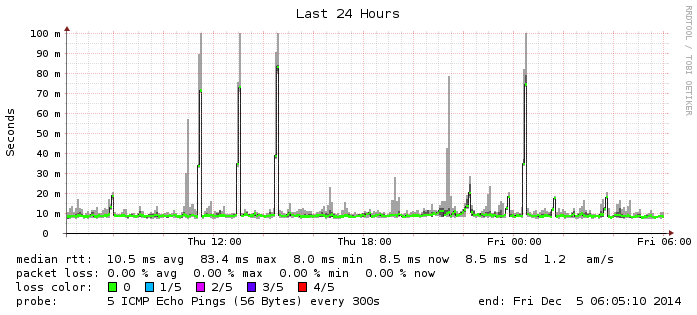 Last 24 Hours
RRDTOOL / TOBI OETIKER
Seconds
100 m
90 m
80 m
70 m
60 m
50 m
40 m
30 m
20 m
10 m
0
Thu 12:00 Thu 18:00 Fri 00:00 Fri 06:00
median rtt: 10.5 ms avg 83.4 ms max 8.0 ms min 8.5 ms now 8.5 ms sd 1.2 am/s
packet loss: 0.00 % avg 0.00 % max 0.00 % min 0.00 % now
loss color: 0 1/5 2/5 3/5 4/5
probe: 5 ICMP Echo Pings (56 Bytes) every 300s end: Fri Dec 5 06:05:10 2014